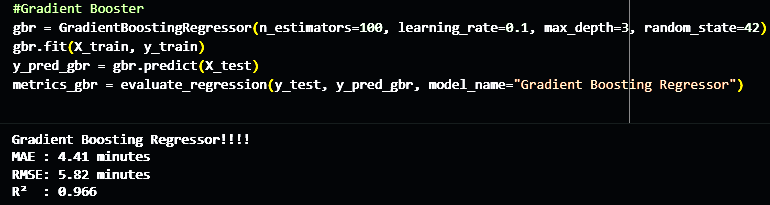 #Gradient Booster
gbr = GradientBoostingRegressor(n_estimators=100, learning_rate=0.1, max_depth=3, random_state=42)
gbr.fit(X_train, y_train)
y_pred_gbr = gbr.predict(X_test)
metrics_gbr = evaluate_regression(y_test, y_pred_gbr, model_name="Gradient Boosting Regressor")
Gradient Boosting Regressor!!!!
MAE : 4.41 minutes
RMSE: 5.82 minutes
R² : 0.966